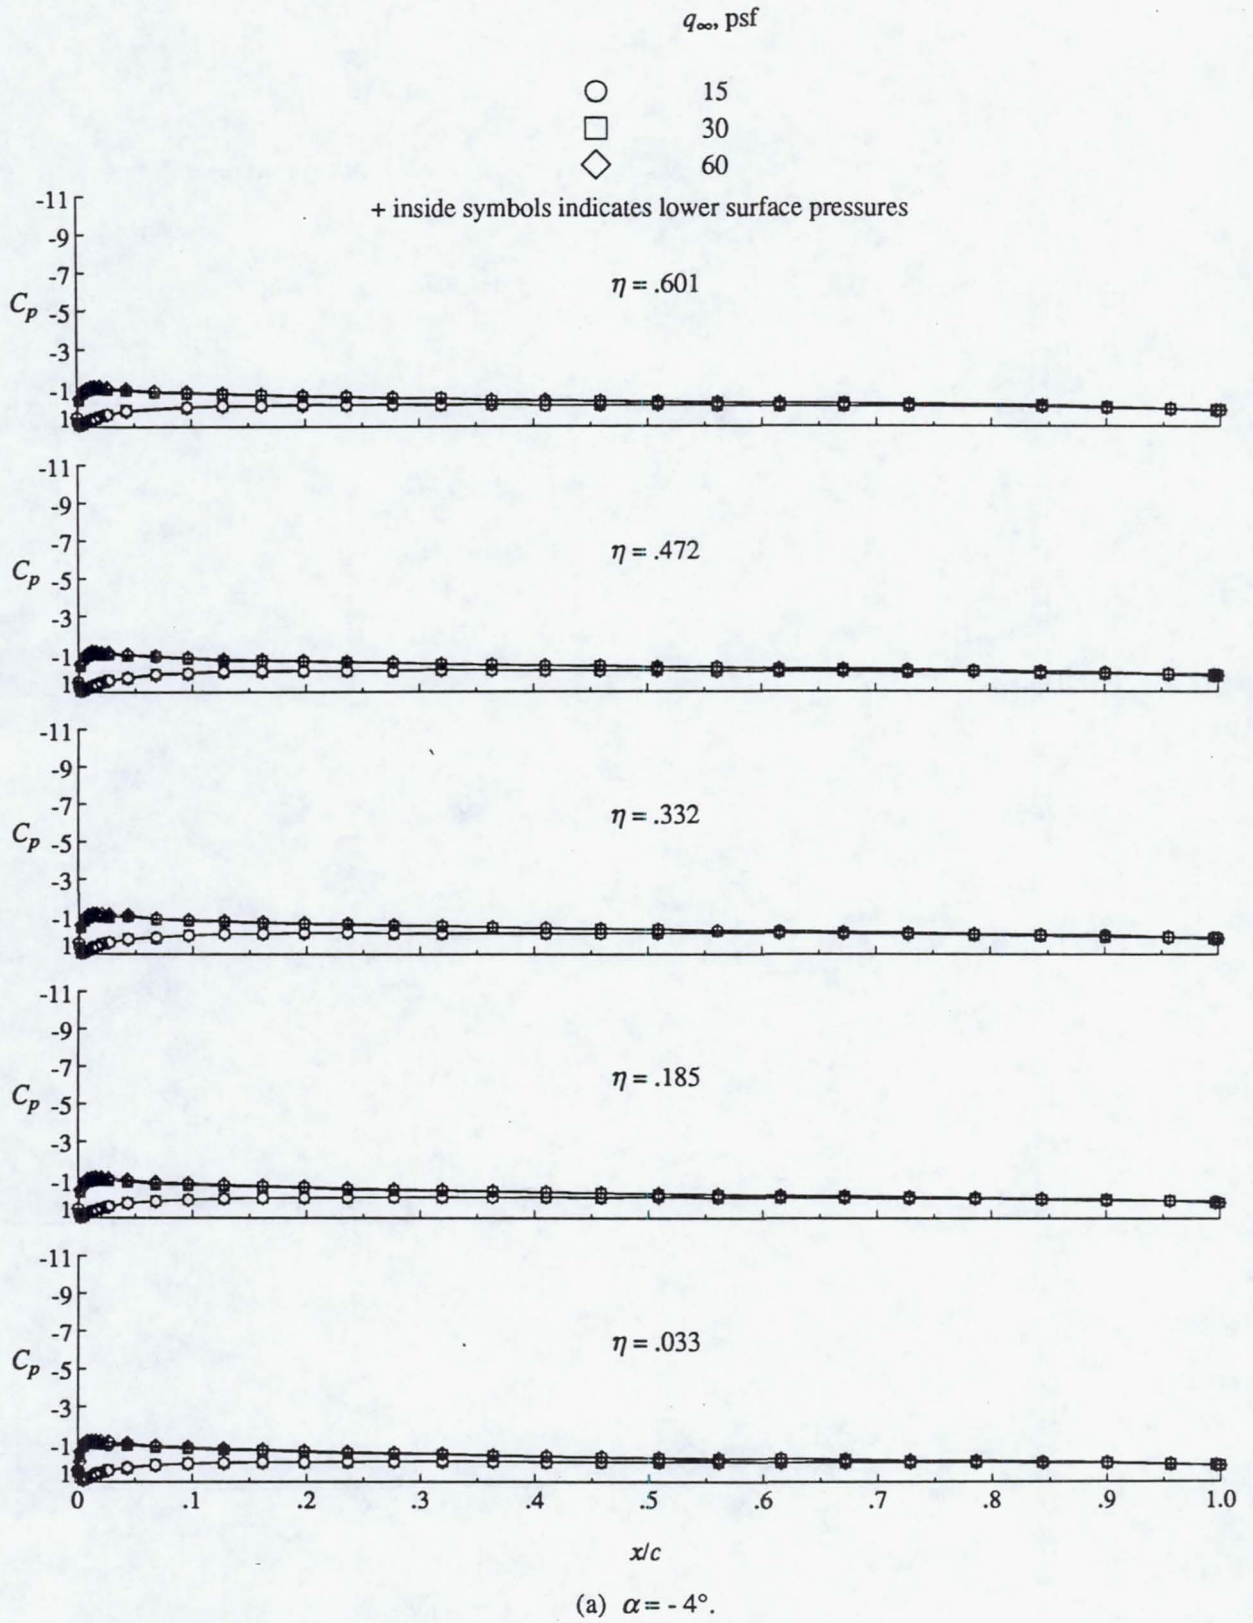 q∞, psf
15
30
60
+ inside symbols indicates lower surface pressures
-11
-9
-7
Cp -5
-3
-1
1
η = .601
-11
-9
-7
Cp -5
-3
-1
1
η = .472
-11
-9
-7
Cp -5
-3
-1
1
η = .332
-11
-9
-7
Cp -5
-3
-1
1
η = .185
-11
-9
-7
Cp -5
-3
-1
1
η = .033
0 .1 .2 .3 .4 .5 .6 .7 .8 .9 1.0
x/c
(a) α = - 4°.